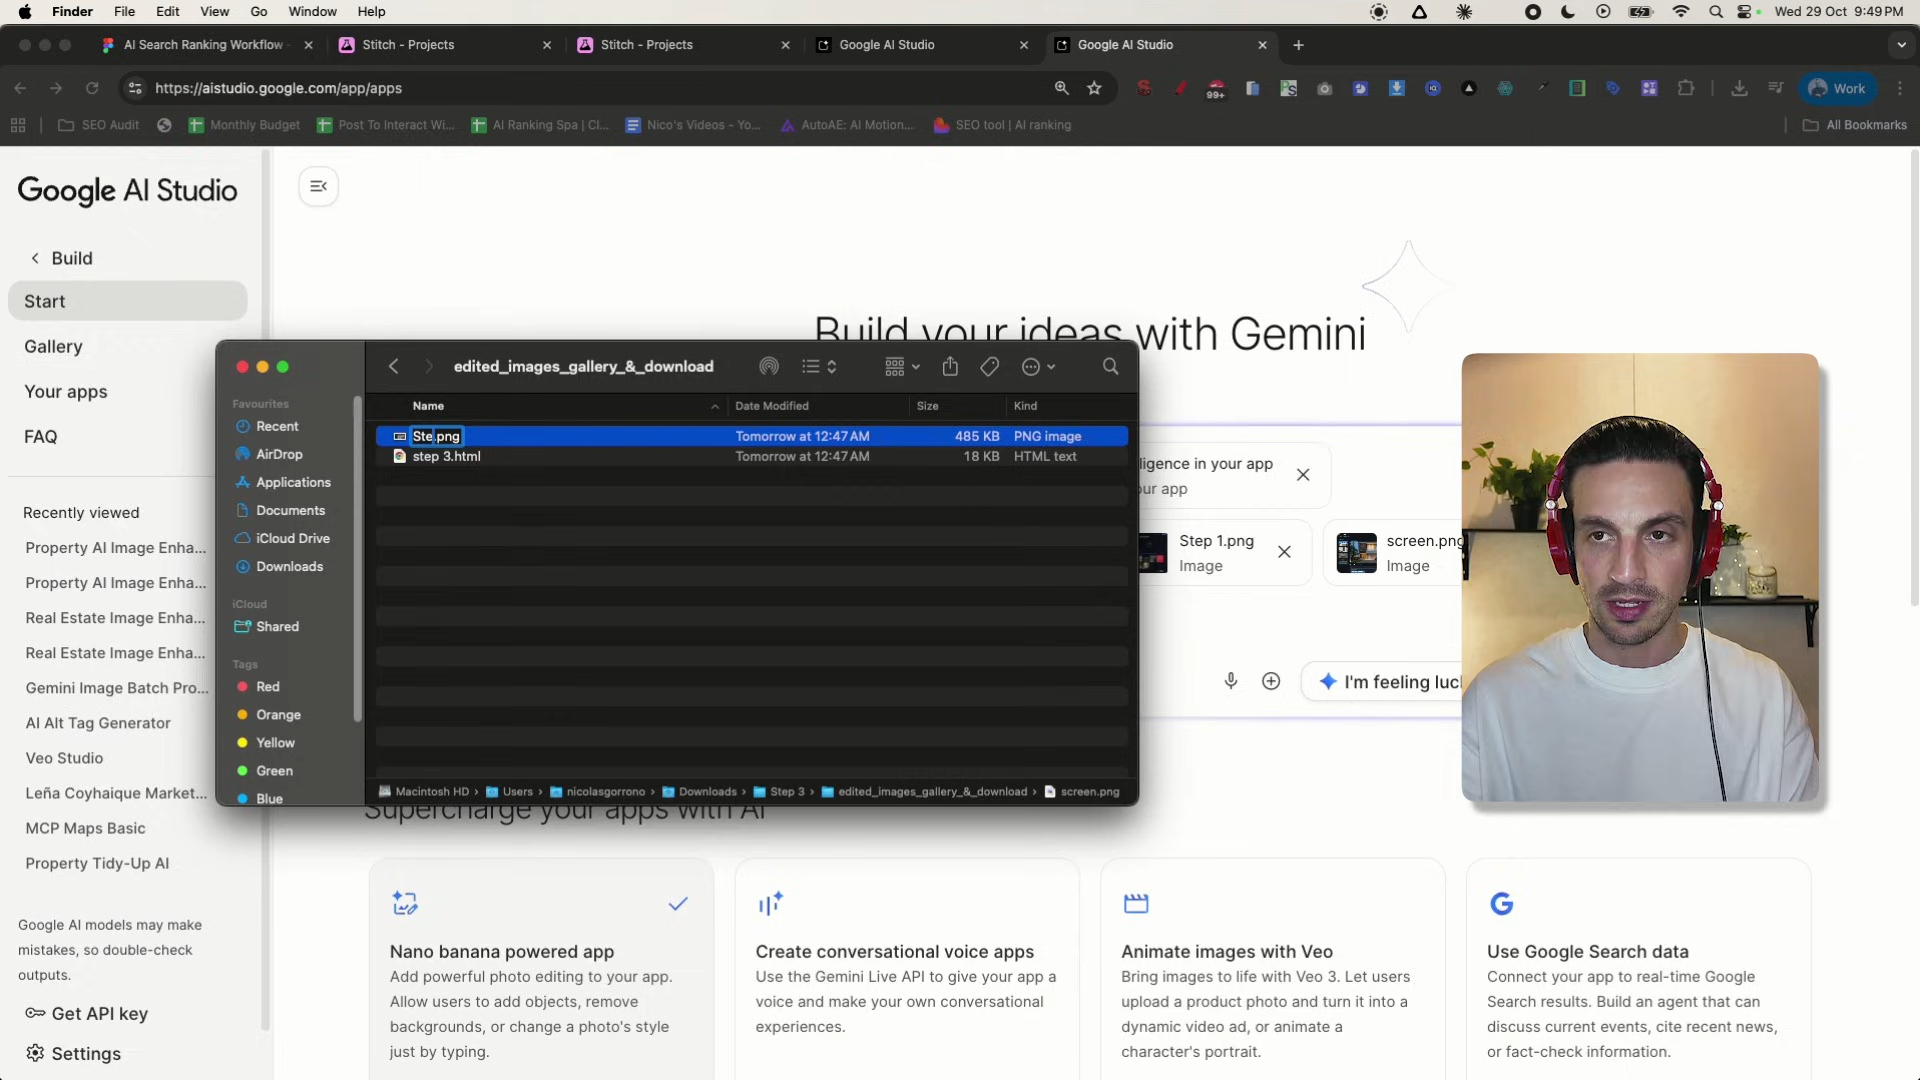 Finder File Edit View Go Window Help
Wed 29 Oct 9:49 PM
AI Search Ranking Workflow
Stitch - Projects
Stitch - Projects
Google AI Studio
Google AI Studio
https://aistudio.google.com/app/apps
99+
Work
SEO Audit
Monthly Budget
Post To Interact Wi...
AI Ranking Spa | Cl...
Nico's Videos - Yo...
AutoAE: AI Motion...
SEO tool | AI ranking
All Bookmarks
Google AI Studio
Build
Start
Gallery
Your apps
FAQ
Recently viewed
Property AI Image Enha...
Property AI Image Enha...
Real Estate Image Enha...
Real Estate Image Enha...
Gemini Image Batch Pro...
AI Alt Tag Generator
Veo Studio
Leña Coyhaique Market...
MCP Maps Basic
Property Tidy-Up AI
Google AI models may make
mistakes, so double-check
outputs.
Get API key
Settings
Build your ideas with Gemini
edited_images_gallery_&_download
Name Date Modified Size Kind
Ste.png Tomorrow at 12:47 AM 485 KB PNG image
step 3.html Tomorrow at 12:47 AM 18 KB HTML text
Favourites
Recent
AirDrop
Applications
Documents
iCloud Drive
Downloads
iCloud
Shared
Tags
Red
Orange
Yellow
Green
Blue
Macintosh HD › Users › nicolasgorrono › Downloads › Step 3 › edited_images_gallery_&_download › screen.png
lligence in your app
our app
Step 1.png
Image
screen.png
Image
I'm feeling luc
Supercharge your apps with AI
Nano banana powered app
Add powerful photo editing to your app.
Allow users to add objects, remove
backgrounds, or change a photo's style
just by typing.
Create conversational voice apps
Use the Gemini Live API to give your app a
voice and make your own conversational
experiences.
Animate images with Veo
Bring images to life with Veo 3. Let users
upload a product photo and turn it into a
dynamic video ad, or animate a
character's portrait.
Use Google Search data
Connect your app to real-time Google
Search results. Build an agent that can
discuss current events, cite recent news,
or fact-check information.